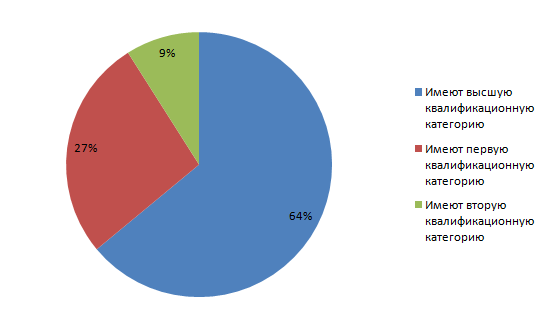 9%
27%
64%
Имеют высшую
квалификационную
категорию
Имеют первую
квалификационную
категорию
Имеют вторую
квалификационную
категорию